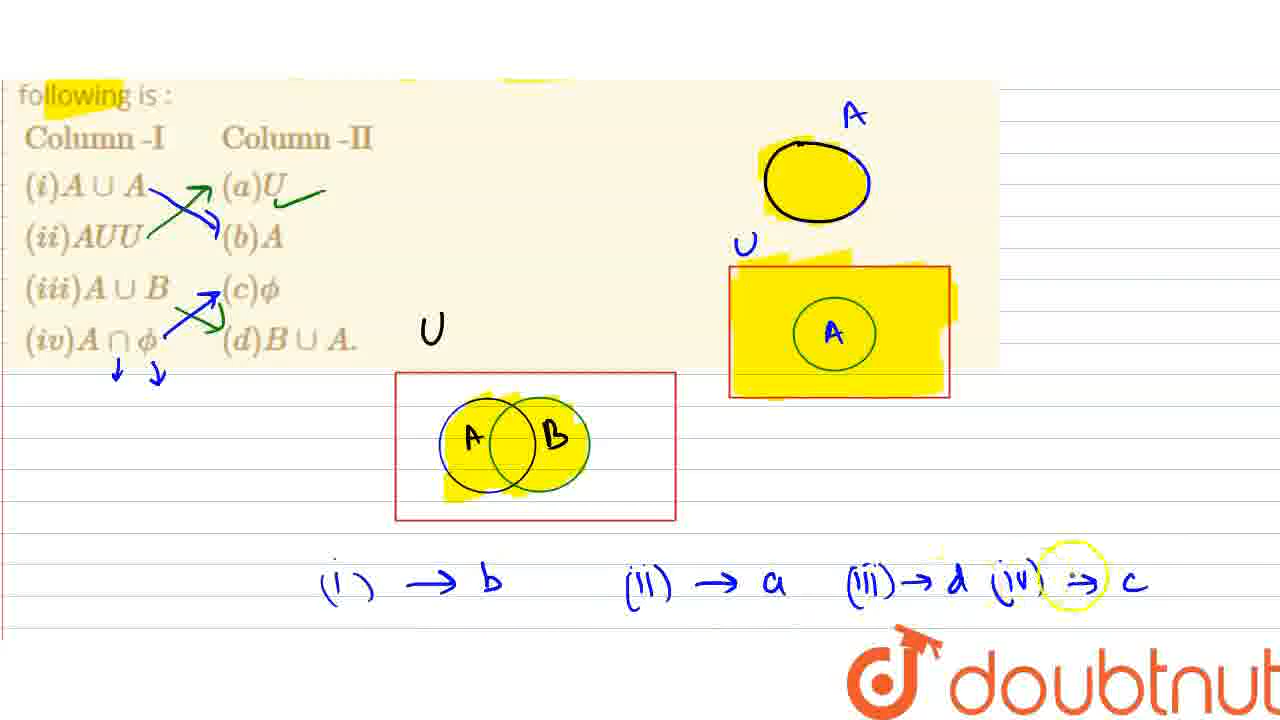 following is :
Column -I Column -II
(i)A ∪ A (a)U
(ii)AUU (b)A
(iii)A ∪ B (c)ϕ
(iv)A ∩ ϕ (d)B ∪ A.
A
U
A
U
A B
(i) → b (ii) → a (iii) → d (iv) → c
doubtnut